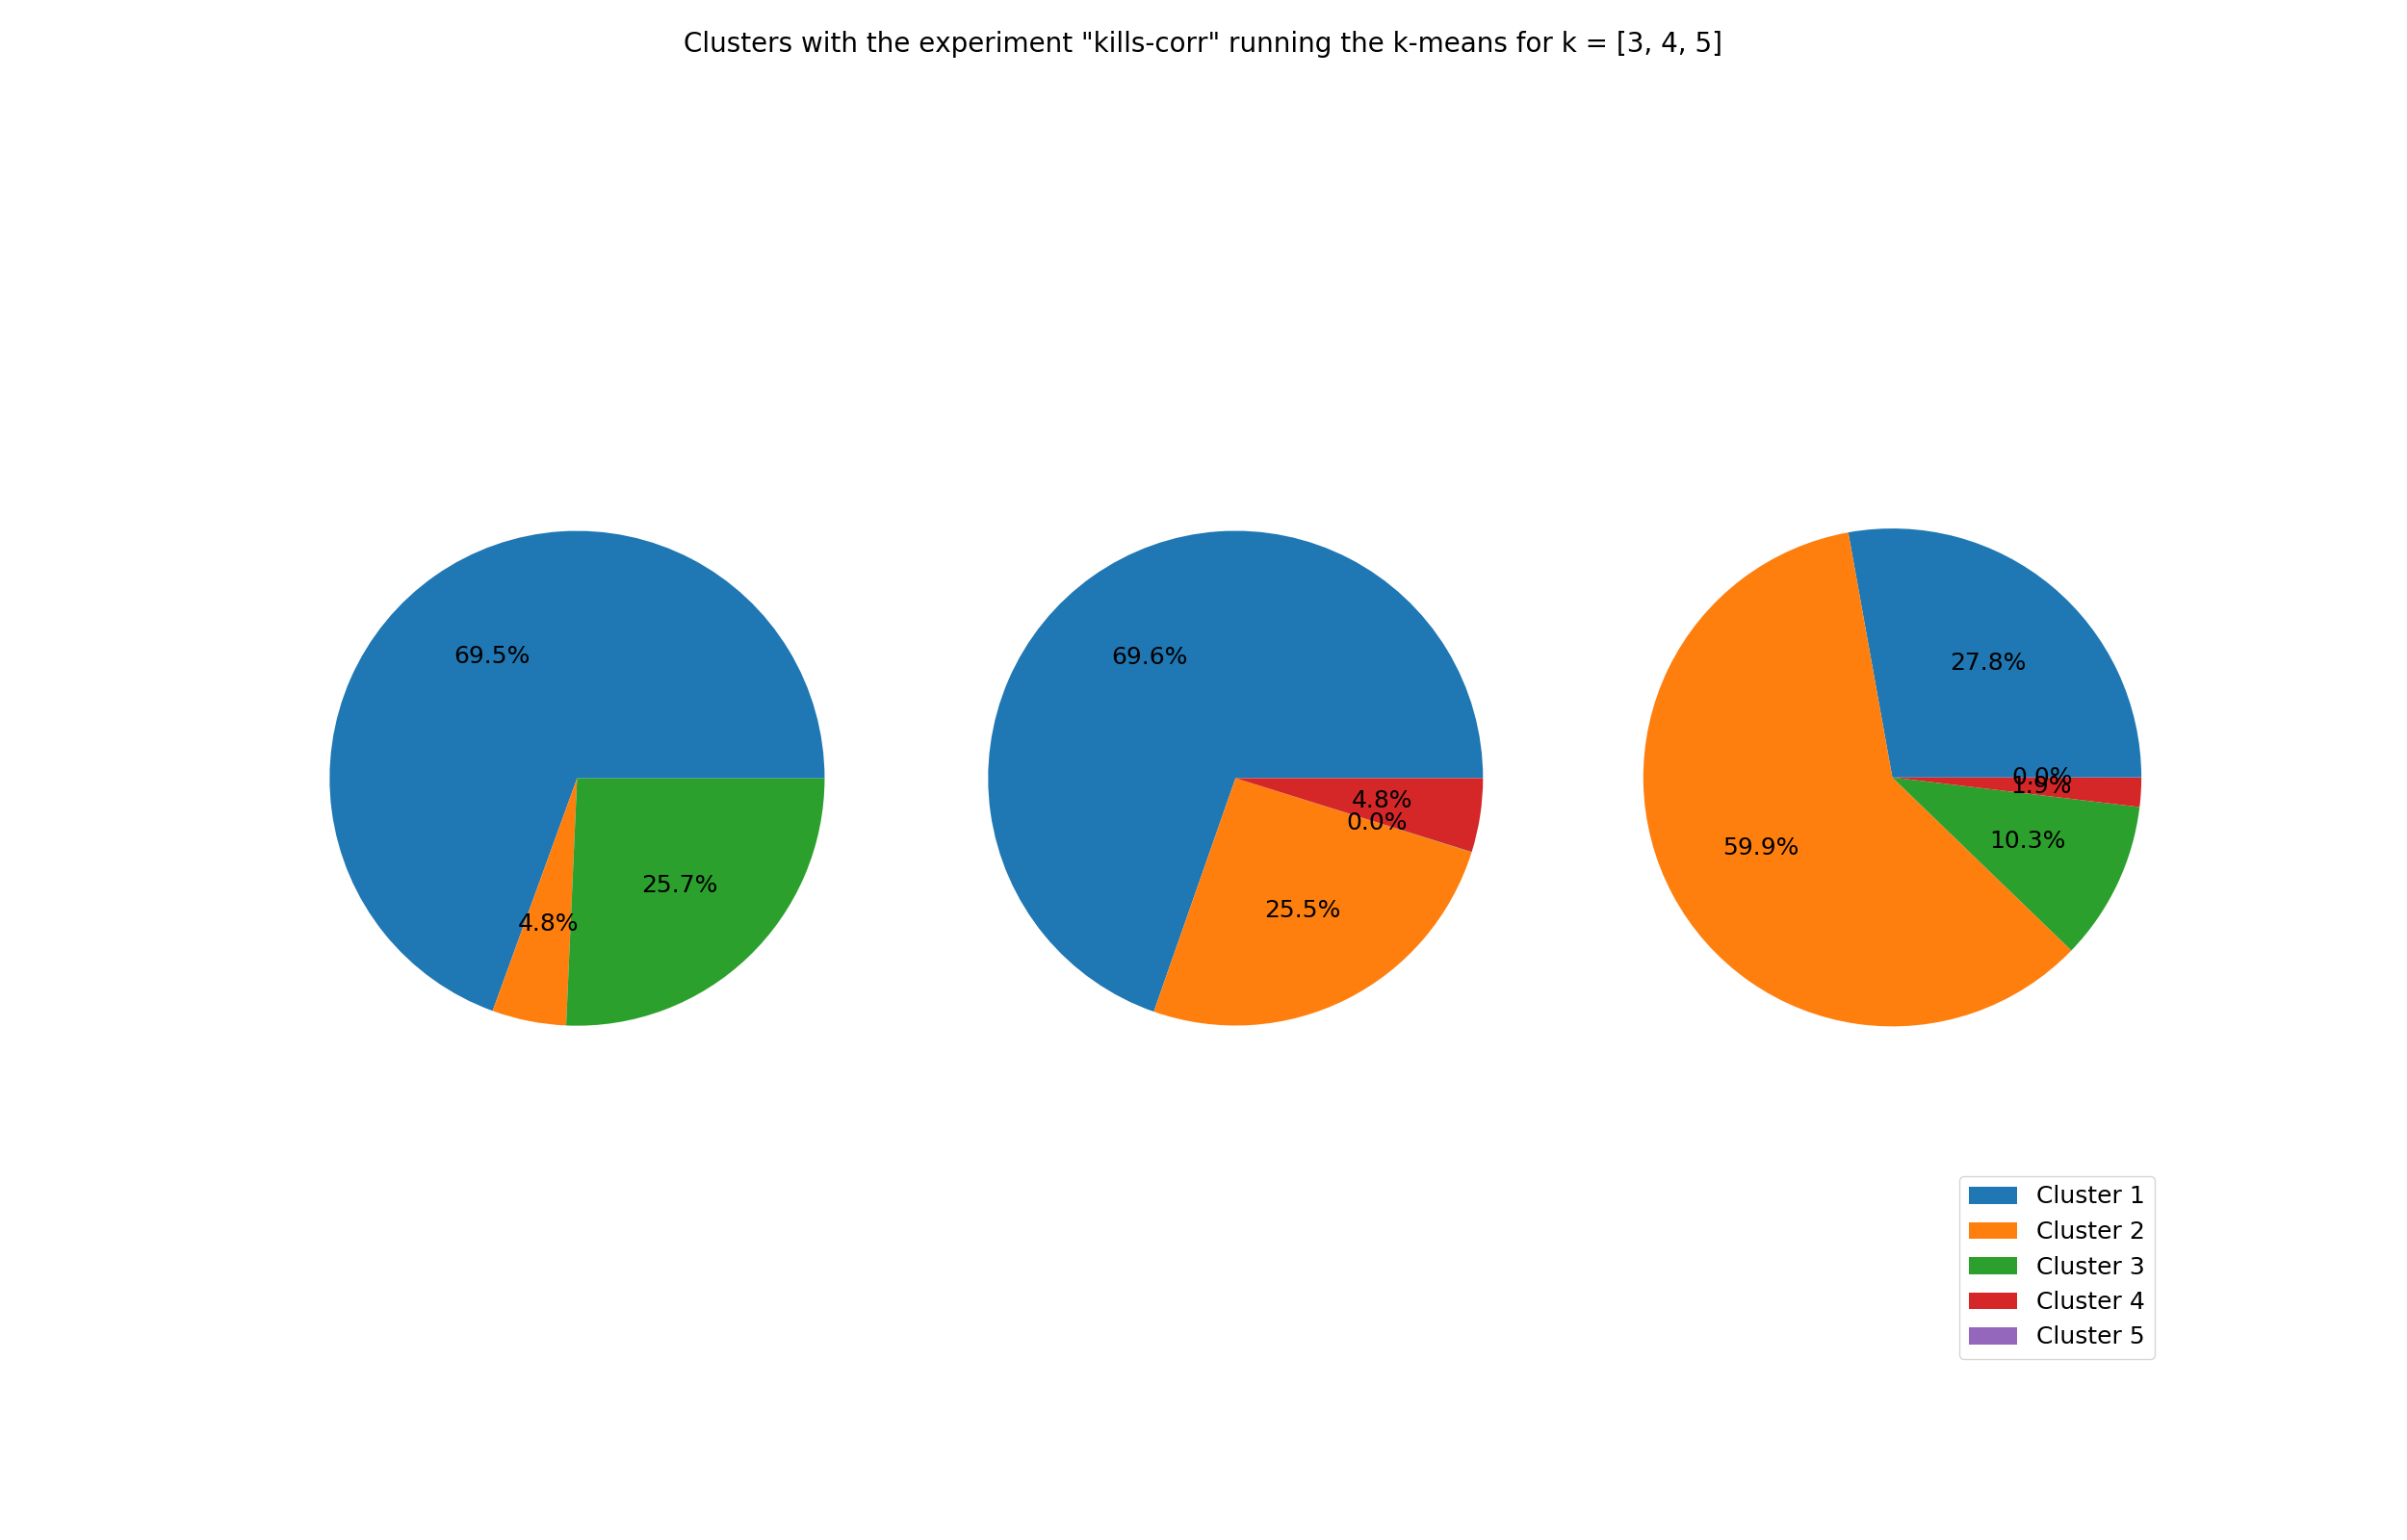 Clusters with the experiment "kills-corr" running the k-means for k = [3, 4, 5]
69.5%
4.8%
25.7%
69.6%
25.5%
0.0%
4.8%
27.8%
59.9%
10.3%
1.9%
0.0%
Cluster 1
Cluster 2
Cluster 3
Cluster 4
Cluster 5